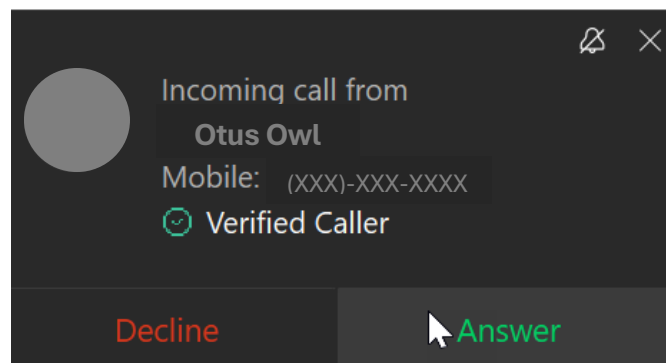 Incoming call from
Otus Owl
Mobile: (XXX)-XXX-XXXX
Verified Caller
Decline Answer